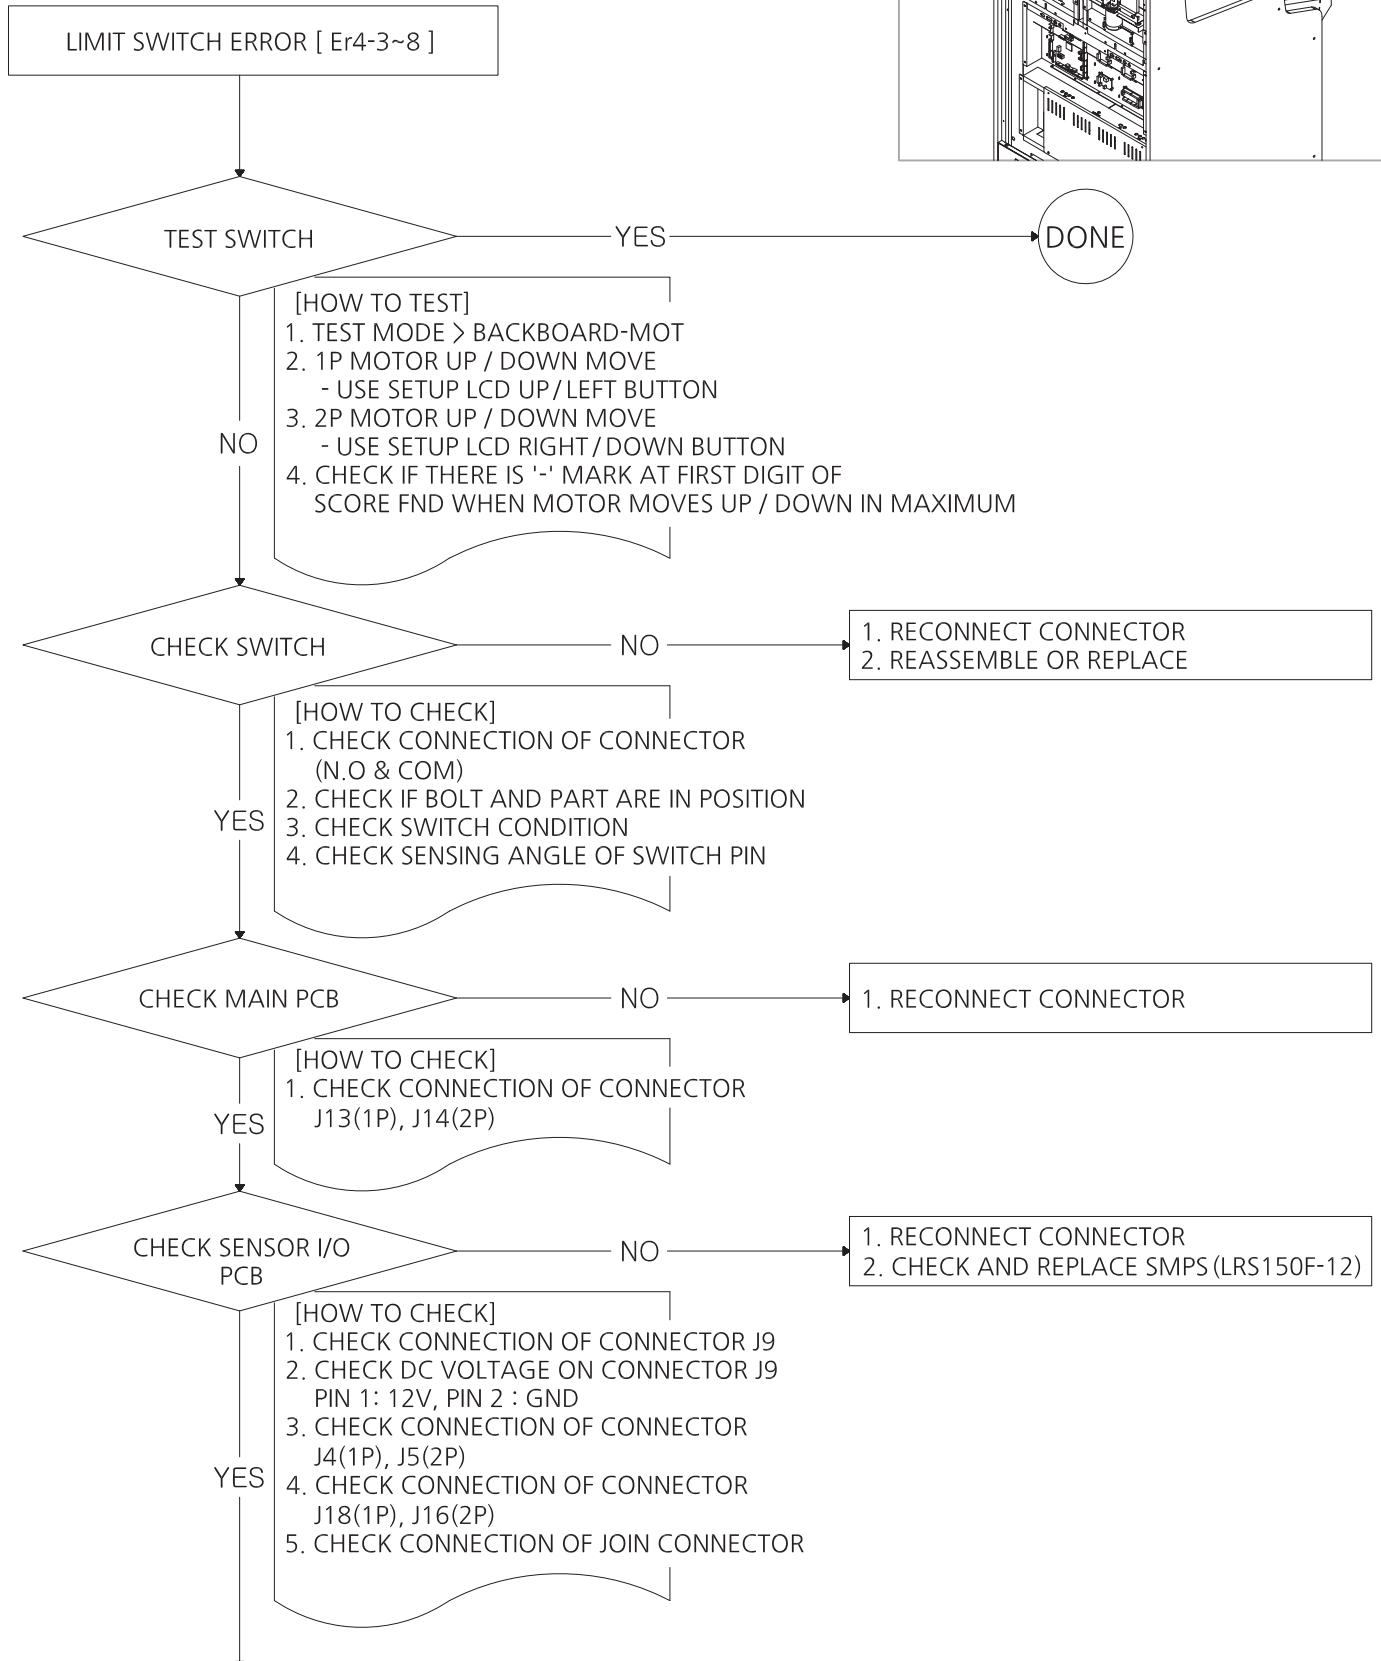 LIMIT SWITCH ERROR [ Er4-3~8 ]
TEST SWITCH
YES
DONE
[HOW TO TEST]
1. TEST MODE > BACKBOARD-MOT
2. 1P MOTOR UP / DOWN MOVE
- USE SETUP LCD UP/LEFT BUTTON
3. 2P MOTOR UP / DOWN MOVE
- USE SETUP LCD RIGHT/DOWN BUTTON
4. CHECK IF THERE IS '-' MARK AT FIRST DIGIT OF
SCORE FND WHEN MOTOR MOVES UP / DOWN IN MAXIMUM
NO
CHECK SWITCH
NO
1. RECONNECT CONNECTOR
2. REASSEMBLE OR REPLACE
[HOW TO CHECK]
1. CHECK CONNECTION OF CONNECTOR
(N.O & COM)
2. CHECK IF BOLT AND PART ARE IN POSITION
3. CHECK SWITCH CONDITION
4. CHECK SENSING ANGLE OF SWITCH PIN
YES
CHECK MAIN PCB
NO
1. RECONNECT CONNECTOR
[HOW TO CHECK]
1. CHECK CONNECTION OF CONNECTOR
J13(1P), J14(2P)
YES
CHECK SENSOR I/O
PCB
NO
1. RECONNECT CONNECTOR
2. CHECK AND REPLACE SMPS(LRS150F-12)
[HOW TO CHECK]
1. CHECK CONNECTION OF CONNECTOR J9
2. CHECK DC VOLTAGE ON CONNECTOR J9
PIN 1: 12V, PIN 2 : GND
3. CHECK CONNECTION OF CONNECTOR
J4(1P), J5(2P)
4. CHECK CONNECTION OF CONNECTOR
J18(1P), J16(2P)
5. CHECK CONNECTION OF JOIN CONNECTOR
YES